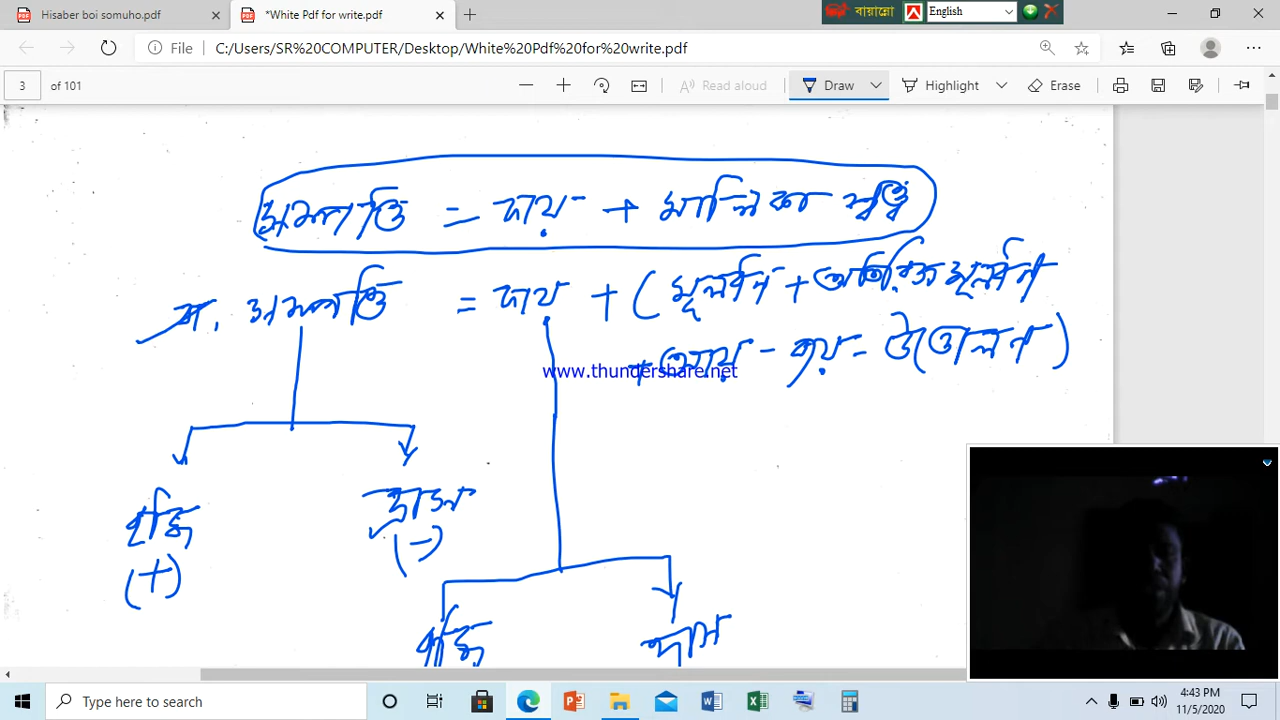 Hisaber boi somuho.pdf
*White Pdf for write.pdf
বায়ান্নো
English
File
C:/Users/SR%20COMPUTER/Desktop/White%20Pdf%20for%20write.pdf
3 of 101
Read aloud
Draw
Highlight
Erase
সম্পত্তি = দায় + মালিকানা স্বত্ব
সম্পত্তি = দায় + ( মূলধন + অতিরিক্ত মূলধন
+ আয় - ব্যয় - উত্তোলন )
www.thundershare.net
বৃদ্ধি
হ্রাস
(+)
(-)
বৃদ্ধি
হ্রাস
Type here to search
4:43 PM
11/5/2020